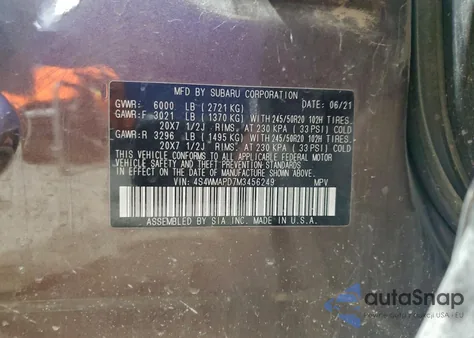 MFD BY SUBARU CORPORATION
GVWR: 6000 LB (2721 KG) 06/21
GAWR:F 3021 LB (1370 KG) WITH 245/50R20 102H TIRES.
20X7 1/2J RIMS. AT 230 KPA (33 PSI) COLD
GAWR:R 3296 LB (1495 KG) WITH 245/50R20 102H TIRES.
20X7 1/2J RIMS. AT 230 KPA (33 PSI) COLD
THIS VEHICLE CONFORMS TO ALL APPLICABLE U.S. FEDERAL
MOTOR VEHICLE SAFETY, BUMPER, AND THEFT PREVENTION
STANDARDS IN EFFECT ON THE DATE OF MANUFACTURE SHOWN ABOVE.
VIN: 4S4WMAPD7M3456249 MPV
ASSEMBLED BY SIA INC. MADE IN U.S.A.
autoSnap